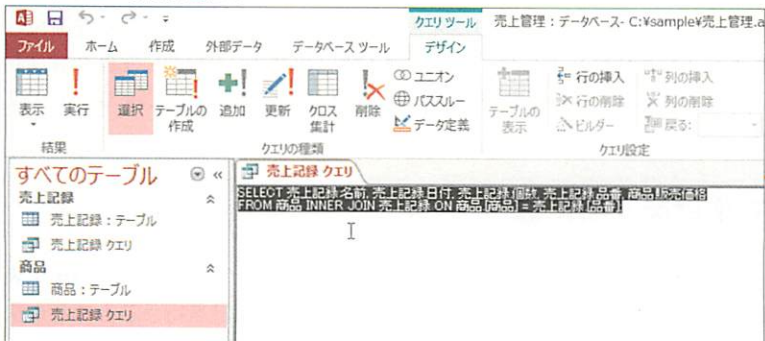 クエリ ツール
売上管理：データベース- C:¥sample¥売上管理.a
ファイル ホーム 作成 外部データ データベース ツール デザイン
表示
実行
選択
テーブルの
作成
追加
更新
クロス
集計
削除
ユニオン
パススルー
データ定義
テーブルの
表示
行の挿入
行の削除
ビルダー
列の挿入
列の削除
戻る:
結果
クエリの種類
クエリ設定
すべてのテーブル
売上記録
売上記録：テーブル
売上記録 クエリ
商品
商品：テーブル
売上記録 クエリ
売上記録 クエリ
SELECT 売上記録.名前, 売上記録.日付, 売上記録.個数, 売上記録.品番, 商品.販売価格
FROM 商品 INNER JOIN 売上記録 ON 商品.[商品] = 売上記録.[品番];